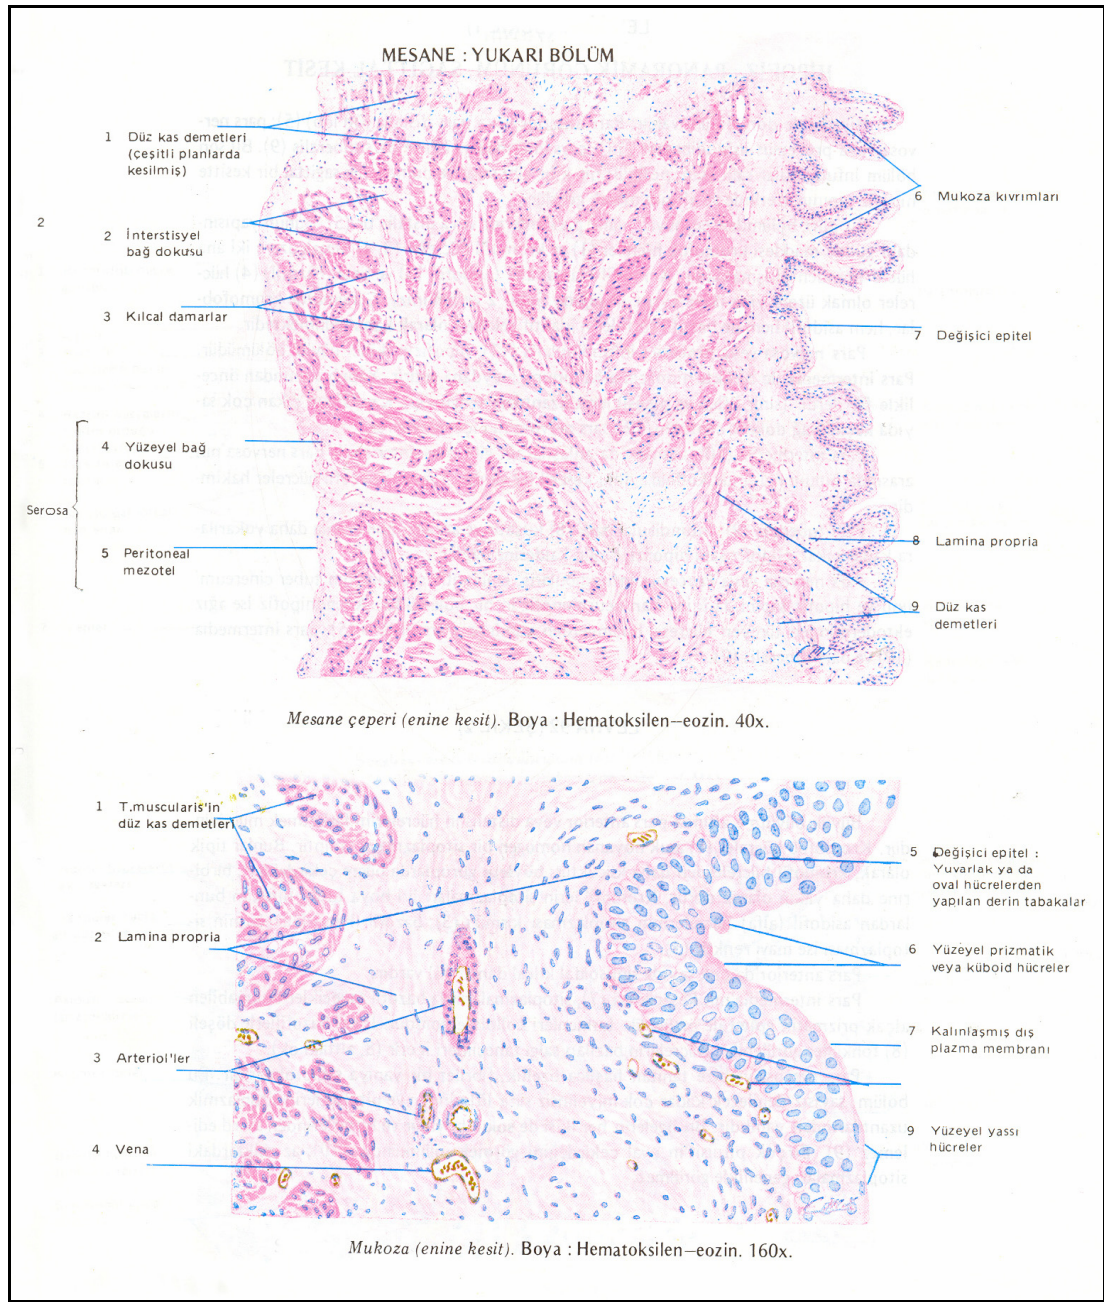 MESANE : YUKARI BÖLÜM
1 Düz kas demetleri
(çeşitli planlarda
kesilmiş)
2
2 İnterstisyel
bağ dokusu
3 Kılcal damarlar
4 Yüzeyel bağ
dokusu
Serosa
5 Peritoneal
mezotel
6 Mukoza kıvrımları
7 Değişici epitel
8 Lamina propria
9 Düz kas
demetleri
Mesane çeperi (enine kesit). Boya : Hematoksilen—eozin. 40x.
1 T.muscularis'in
düz kas demetleri
2 Lamina propria
3 Arteriol'ler
4 Vena
5 Değişici epitel :
Yuvarlak ya da
oval hücrelerden
yapılan derin tabakalar
6 Yüzeyel prizmatik
veya küboid hücreler
7 Kalınlaşmış dış
plazma membranı
9 Yüzeyel yassı
hücreler
Mukoza (enine kesit). Boya : Hematoksilen—eozin. 160x.